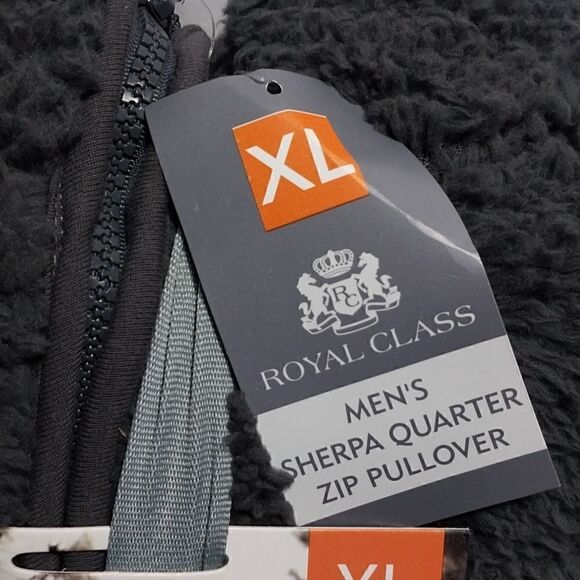 XL
RC
ROYAL CLASS
MEN'S
SHERPA QUARTER
ZIP PULLOVER
XL